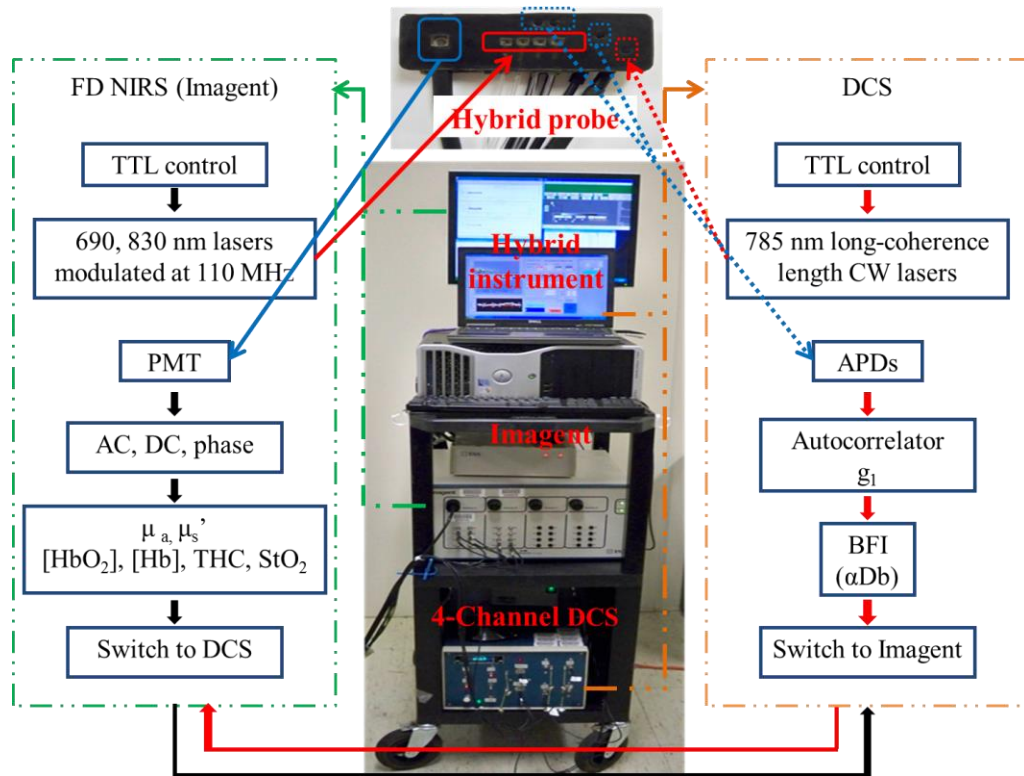 FD NIRS (Imagent)
TTL control
690, 830 nm lasers
modulated at 110 MHz
PMT
AC, DC, phase
μ a, μs’
[HbO2], [Hb], THC, StO2
Switch to DCS
Hybrid probe
Hybrid
instrument
Imagent
4-Channel DCS
DCS
TTL control
785 nm long-coherence
length CW lasers
APDs
Autocorrelator
g1
BFI
(αDb)
Switch to Imagent